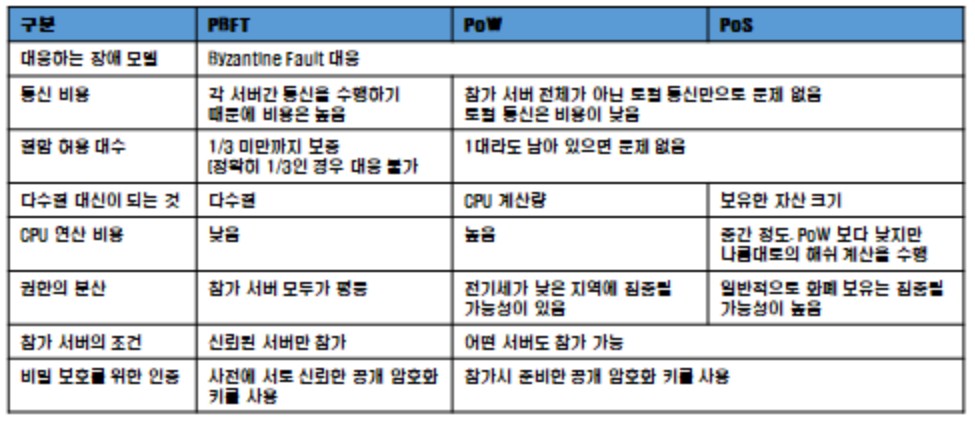 구분 PBFT PoW PoS
대응하는 장애 모델 Byzantine Fault 대응
통신 비용 각 서버간 통신을 수행하기 때문에 비용은 높음 참가 서버 전체가 아닌 로컬 통신만으로 문제 없음
로컬 통신은 비용이 낮음
결함 허용 대수 1/3 미만까지 보증
(정확히 1/3인 경우 대응 불가 1대라도 남아 있으면 문제 없음
다수결 대신이 되는 것 다수결 CPU 계산량 보유한 자산 크기
CPU 연산 비용 낮음 높음 중간 정도. PoW 보다 낮지만
나름대로의 해쉬 계산을 수행
권한의 분산 참가 서버 모두가 평등 전기세가 낮은 지역에 집중될
가능성이 있음 일반적으로 화폐 보유는 집중될
가능성이 높음
참가 서버의 조건 신뢰된 서버만 참가 어떤 서버도 참가 가능
비밀 보호를 위한 인증 사전에 서로 신뢰한 공개 암호화
키를 사용 참가시 준비한 공개 암호화 키를 사용